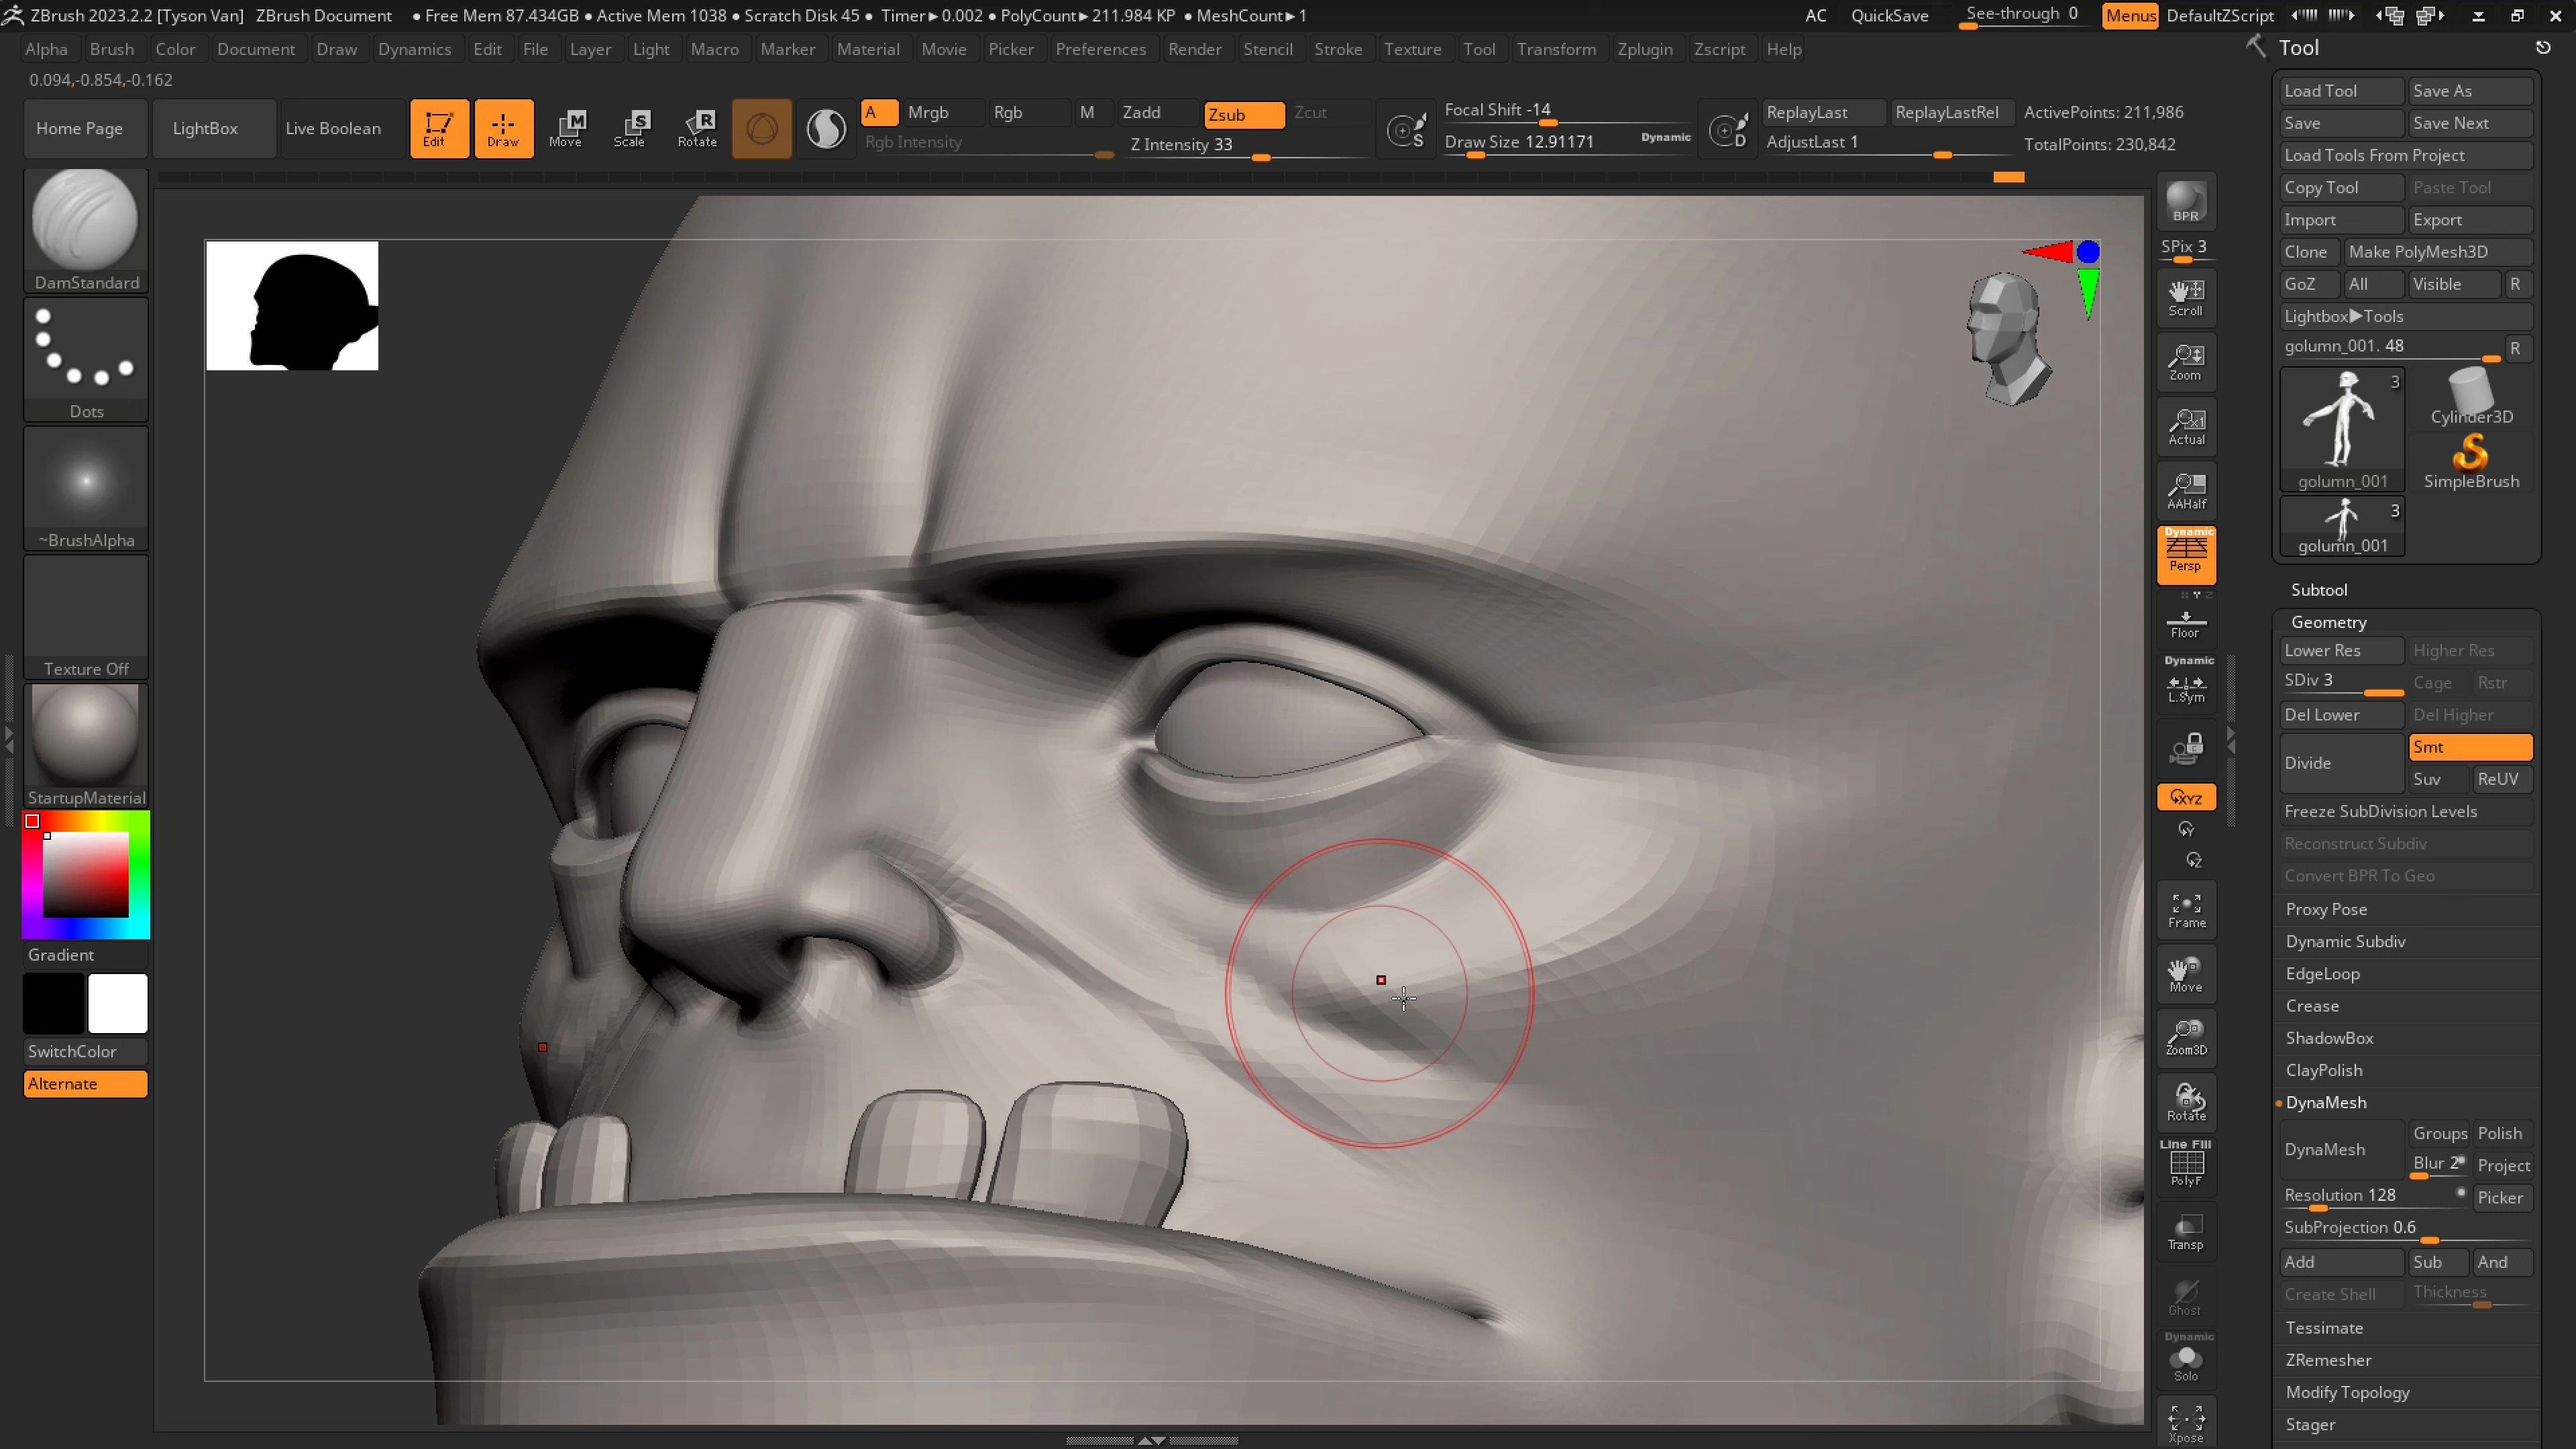 ZBrush 2023.2.2 [Tyson Van] ZBrush Document ● Free Mem 87.434GB ● Active Mem 1038 ● Scratch Disk 45 ● Timer►0.002 ● PolyCount►211.984 KP ● MeshCount►1 AC QuickSave See-through 0 Menus DefaultZScript
Alpha Brush Color Document Draw Dynamics Edit File Layer Light Macro Marker Material Movie Picker Preferences Render Stencil Stroke Texture Tool Transform Zplugin Zscript Help
0.094,-0.854,-0.162
Home Page LightBox Live Boolean Edit Draw Move Scale Rotate
M S R
A Mrgb Rgb M Zadd Zsub Zcut
Rgb Intensity Z Intensity 33
S Focal Shift -14
Draw Size 12.91171 Dynamic
D ReplayLast ReplayLastRel ActivePoints: 211,986
AdjustLast 1 TotalPoints: 230,842
DamStandard
Dots
~BrushAlpha
Texture Off
StartupMaterial
Gradient
SwitchColor
Alternate
BPR
SPix 3
Scroll
Zoom
x1
Actual
AAHalf
Dynamic
Persp
X Y Z
Floor
Dynamic
L.Sym
XYZ
Y
Z
Frame
Move
Zoom3D
Rotate
Line Fill
PolyF
Transp
Ghost
Dynamic
Solo
Xpose
Tool
Load Tool Save As
Save Save Next
Load Tools From Project
Copy Tool Paste Tool
Import Export
Clone Make PolyMesh3D
GoZ All Visible R
Lightbox►Tools
golumn_001. 48 R
3
golumn_001 Cylinder3D
SimpleBrush
3
golumn_001
Subtool
Geometry
Lower Res Higher Res
SDiv 3 Cage Rstr
Del Lower Del Higher
Divide Smt
Suv ReUV
Freeze SubDivision Levels
Reconstruct Subdiv
Convert BPR To Geo
Proxy Pose
Dynamic Subdiv
EdgeLoop
Crease
ShadowBox
ClayPolish
DynaMesh
DynaMesh Groups Polish
Blur 2 Project
Resolution 128 Picker
SubProjection 0.6
Add Sub And
Create Shell Thickness
Tessimate
ZRemesher
Modify Topology
Stager